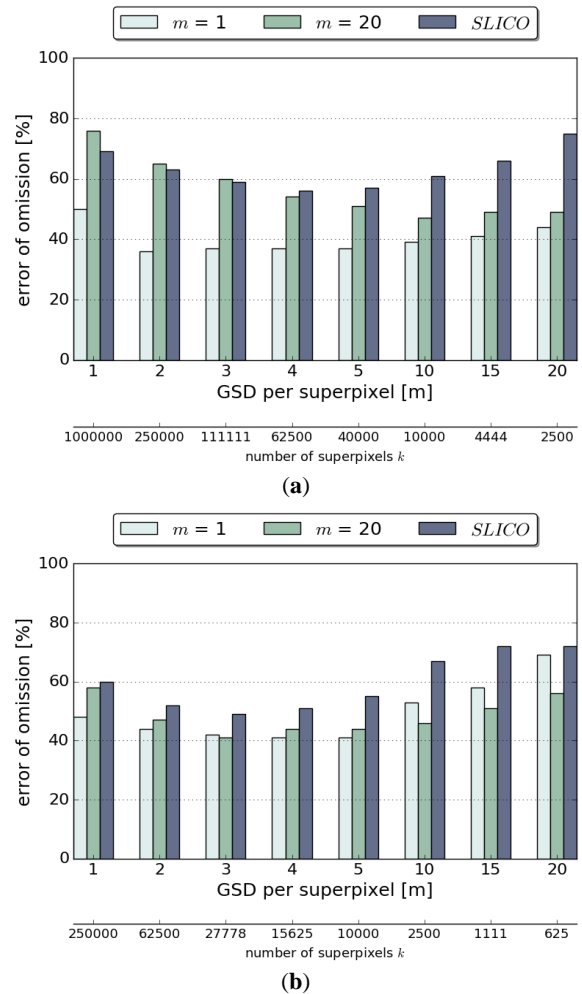 m = 1 m = 20 SLICO
100
80
60
40
20
0
error of omission [%]
1 2 3 4 5 10 15 20
GSD per superpixel [m]
1000000 250000 111111 62500 40000 10000 4444 2500
number of superpixels k
(a)
m = 1 m = 20 SLICO
100
80
60
40
20
0
error of omission [%]
1 2 3 4 5 10 15 20
GSD per superpixel [m]
250000 62500 27778 15625 10000 2500 1111 625
number of superpixels k
(b)